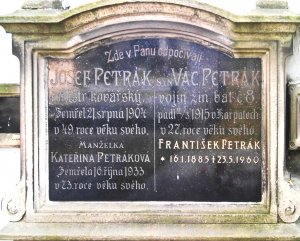 Zde v Pánu odpočívají
JOSEF PETRÁK
mistr kovářský
Zemřel 21. srpna 1904
v 49. roce věku svého.
MANŽELKA
KATEŘINA PETRÁKOVÁ
Zemřela 16. října 1933
v 73. roce věku svého.
VÁC. PETRÁK
vojín zm. bat. č. 8
padl 1915 v Karpatech
v 27. roce věku svého.
FRANTIŠEK PETRÁK
* 16.1.1885 † 23.5.1960